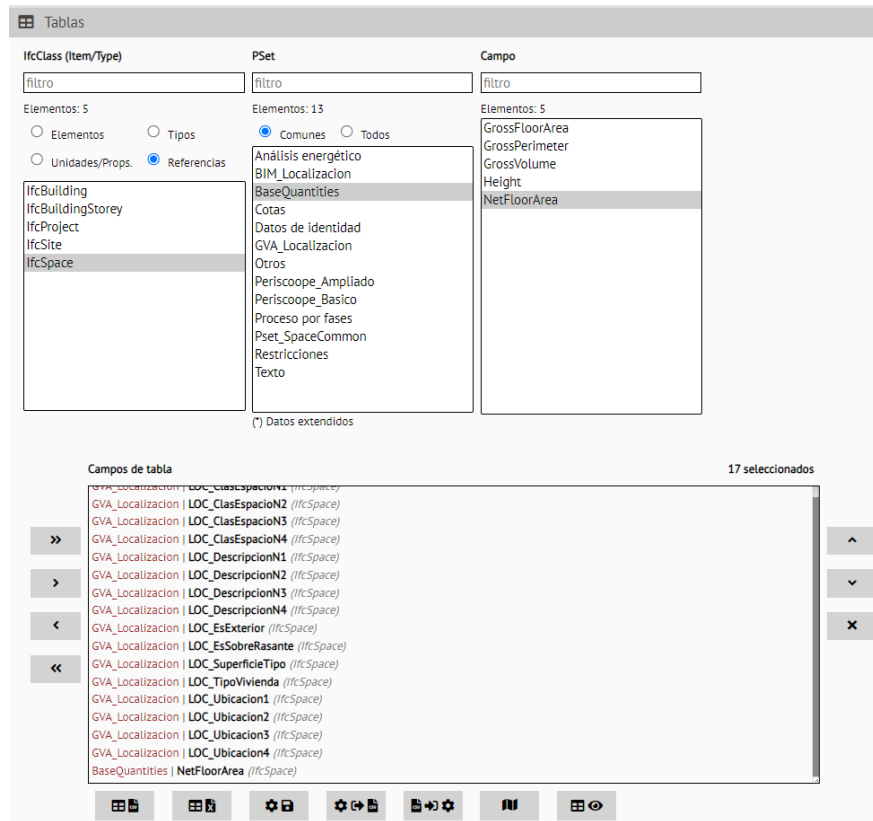 Tablas
IfcClass (Item/Type)
filtro
Elementos: 5
Elementos
Tipos
Unidades/Props.
Referencias
IfcBuilding
IfcBuildingStorey
IfcProject
IfcSite
IfcSpace
PSet
filtro
Elementos: 13
Comunes
Todos
Análisis energético
BIM_Localizacion
BaseQuantities
Cotas
Datos de identidad
GVA_Localizacion
Otros
Periscoope_Ampliado
Periscoope_Basico
Proceso por fases
Pset_SpaceCommon
Restricciones
Texto
(*) Datos extendidos
Campo
filtro
Elementos: 5
GrossFloorArea
GrossPerimeter
GrossVolume
Height
NetFloorArea
Campos de tabla
17 seleccionados
GVA_Localizacion | LOC_ClasEspacioN1 (IfcSpace)
GVA_Localizacion | LOC_ClasEspacioN2 (IfcSpace)
GVA_Localizacion | LOC_ClasEspacioN3 (IfcSpace)
GVA_Localizacion | LOC_ClasEspacioN4 (IfcSpace)
GVA_Localizacion | LOC_DescripcionN1 (IfcSpace)
GVA_Localizacion | LOC_DescripcionN2 (IfcSpace)
GVA_Localizacion | LOC_DescripcionN3 (IfcSpace)
GVA_Localizacion | LOC_DescripcionN4 (IfcSpace)
GVA_Localizacion | LOC_EsExterior (IfcSpace)
GVA_Localizacion | LOC_EsSobreRasante (IfcSpace)
GVA_Localizacion | LOC_SuperficieTipo (IfcSpace)
GVA_Localizacion | LOC_TipoVivienda (IfcSpace)
GVA_Localizacion | LOC_Ubicacion1 (IfcSpace)
GVA_Localizacion | LOC_Ubicacion2 (IfcSpace)
GVA_Localizacion | LOC_Ubicacion3 (IfcSpace)
GVA_Localizacion | LOC_Ubicacion4 (IfcSpace)
BaseQuantities | NetFloorArea (IfcSpace)